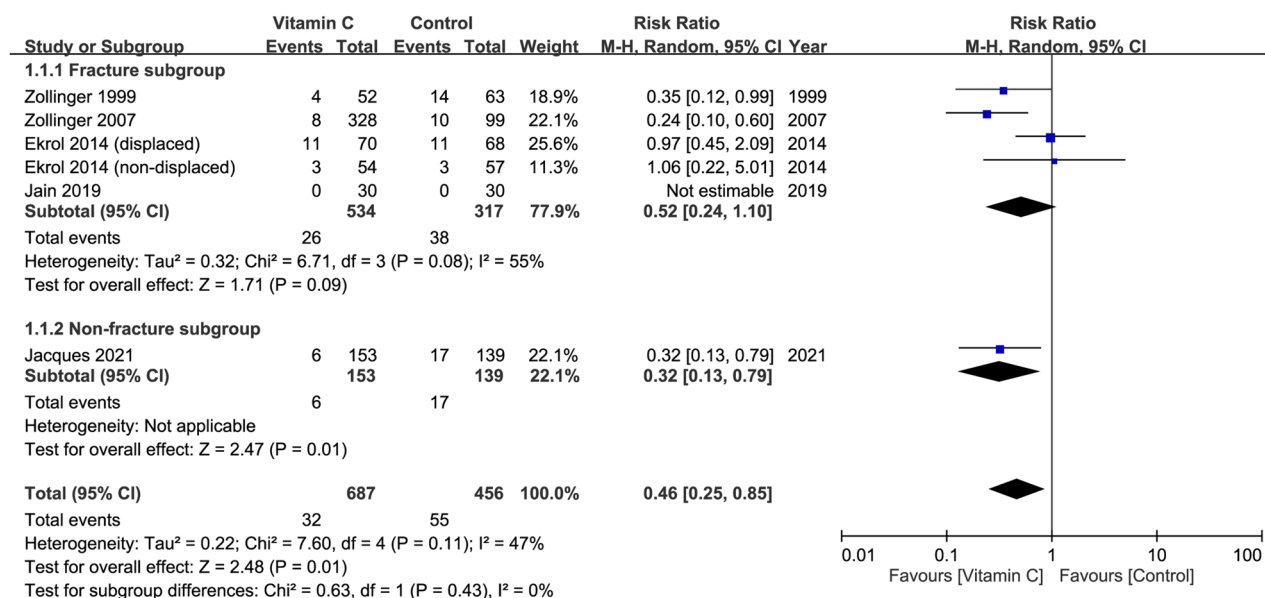 Vitamin C Control Risk Ratio Risk Ratio
Study or Subgroup Events Total Events Total Weight M-H, Random, 95% CI Year M-H, Random, 95% CI
1.1.1 Fracture subgroup
Zollinger 1999 4 52 14 63 18.9% 0.35 [0.12, 0.99] 1999
Zollinger 2007 8 328 10 99 22.1% 0.24 [0.10, 0.60] 2007
Ekrol 2014 (displaced) 11 70 11 68 25.6% 0.97 [0.45, 2.09] 2014
Ekrol 2014 (non-displaced) 3 54 3 57 11.3% 1.06 [0.22, 5.01] 2014
Jain 2019 0 30 0 30 Not estimable 2019
Subtotal (95% CI) 534 317 77.9% 0.52 [0.24, 1.10]
Total events 26 38
Heterogeneity: Tau² = 0.32; Chi² = 6.71, df = 3 (P = 0.08); I² = 55%
Test for overall effect: Z = 1.71 (P = 0.09)
1.1.2 Non-fracture subgroup
Jacques 2021 6 153 17 139 22.1% 0.32 [0.13, 0.79] 2021
Subtotal (95% CI) 153 139 22.1% 0.32 [0.13, 0.79]
Total events 6 17
Heterogeneity: Not applicable
Test for overall effect: Z = 2.47 (P = 0.01)
Total (95% CI) 687 456 100.0% 0.46 [0.25, 0.85]
Total events 32 55
Heterogeneity: Tau² = 0.22; Chi² = 7.60, df = 4 (P = 0.11); I² = 47%
Test for overall effect: Z = 2.48 (P = 0.01)
Test for subgroup differences: Chi² = 0.63, df = 1 (P = 0.43), I² = 0%
0.01 0.1 1 10 100
Favours [Vitamin C] Favours [Control]